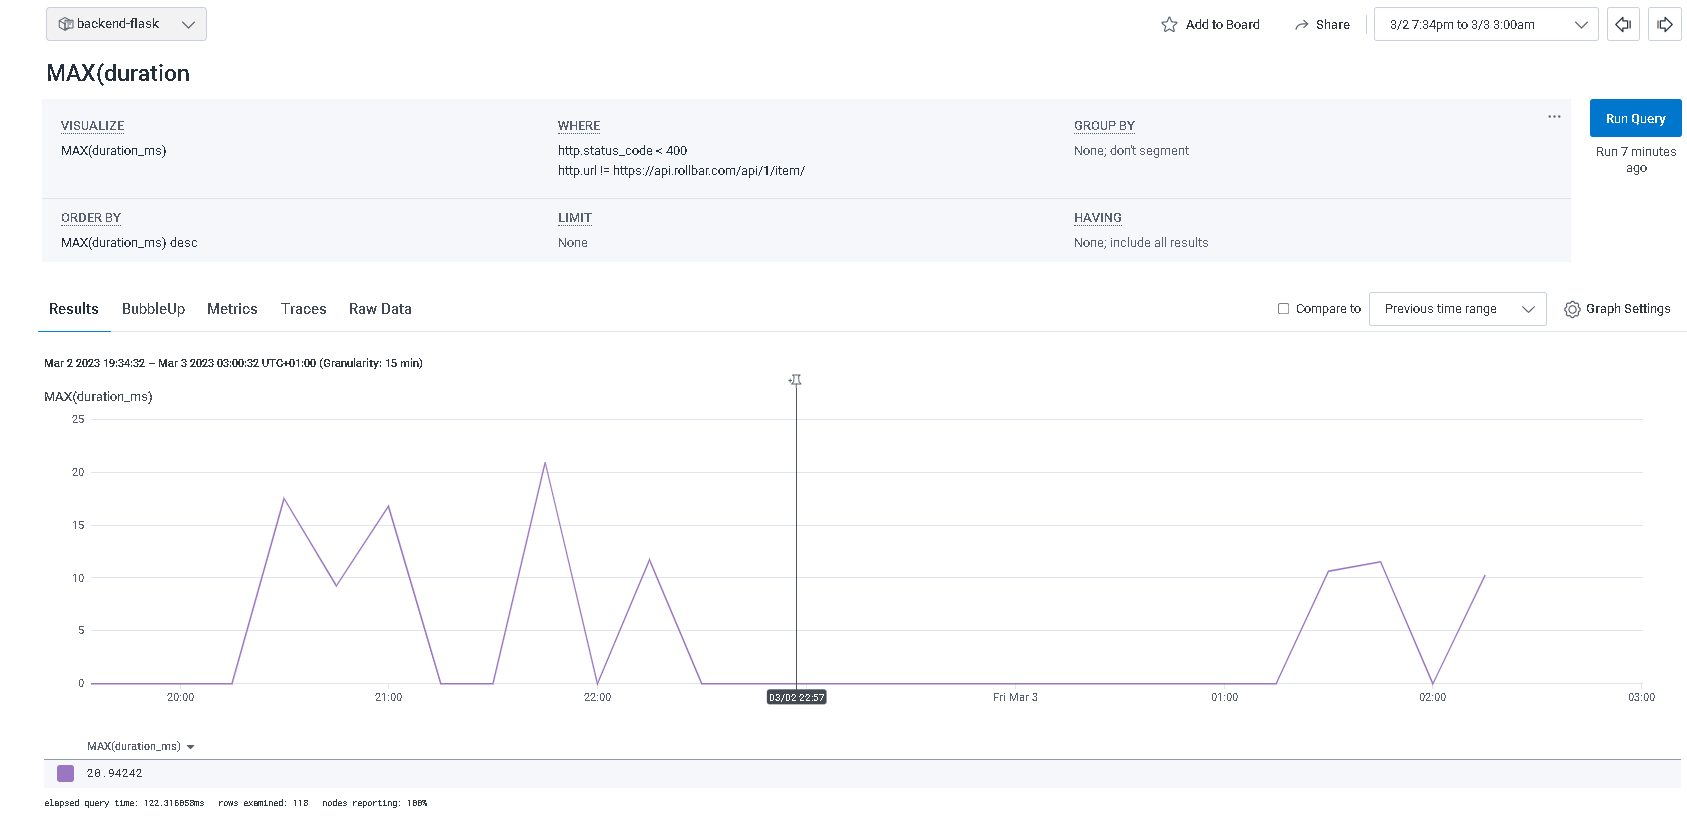 backend-flask
Add to Board
Share
3/2 7:34pm to 3/3 3:00am
MAX(duration
VISUALIZE
MAX(duration_ms)
WHERE
http.status_code < 400
http.url != https://api.rollbar.com/api/1/item/
GROUP BY
None; don't segment
...
Run Query
Run 7 minutes
ago
ORDER BY
MAX(duration_ms) desc
LIMIT
None
HAVING
None; include all results
Results BubbleUp Metrics Traces Raw Data
Compare to
Previous time range
Graph Settings
Mar 2 2023 19:34:32 – Mar 3 2023 03:00:32 UTC+01:00 (Granularity: 15 min)
MAX(duration_ms)
25
20
15
10
5
0
20:00 21:00 22:00 03/02 22:57 Fri Mar 3 01:00 02:00 03:00
MAX(duration_ms)
20.94242
elapsed query time: 122.316058ms rows examined: 118 nodes reporting: 100%